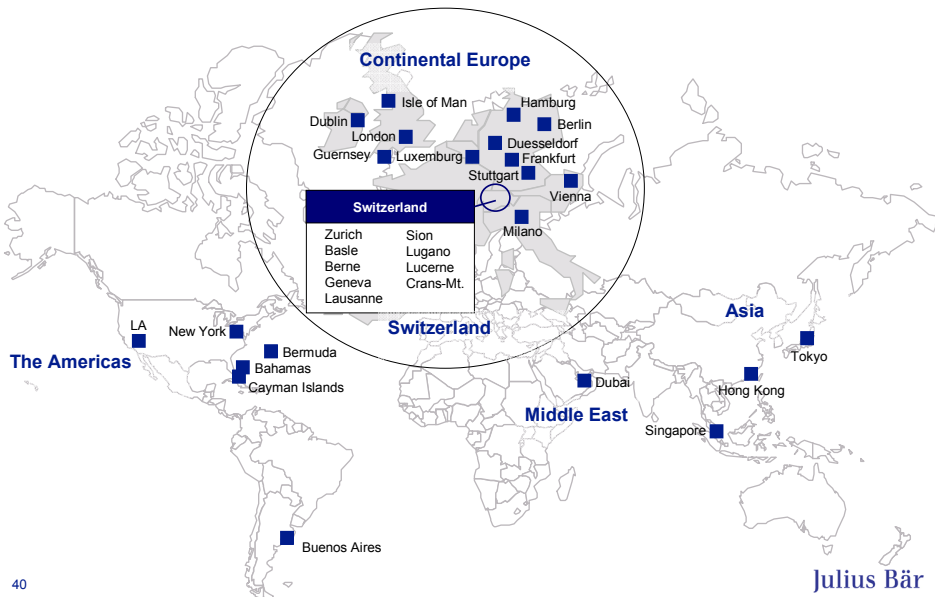 Continental Europe
Isle of Man
Hamburg
Dublin
Berlin
London
Duesseldorf
Guernsey
Luxemburg
Frankfurt
Stuttgart
Vienna
Switzerland
Milano
Zurich
Sion
Basle
Lugano
Berne
Lucerne
Geneva
Crans-Mt.
Lausanne
Switzerland
Asia
LA
New York
The Americas
Bermuda
Tokyo
Bahamas
Cayman Islands
Dubai
Hong Kong
Middle East
Singapore
Buenos Aires
40
Julius Bär